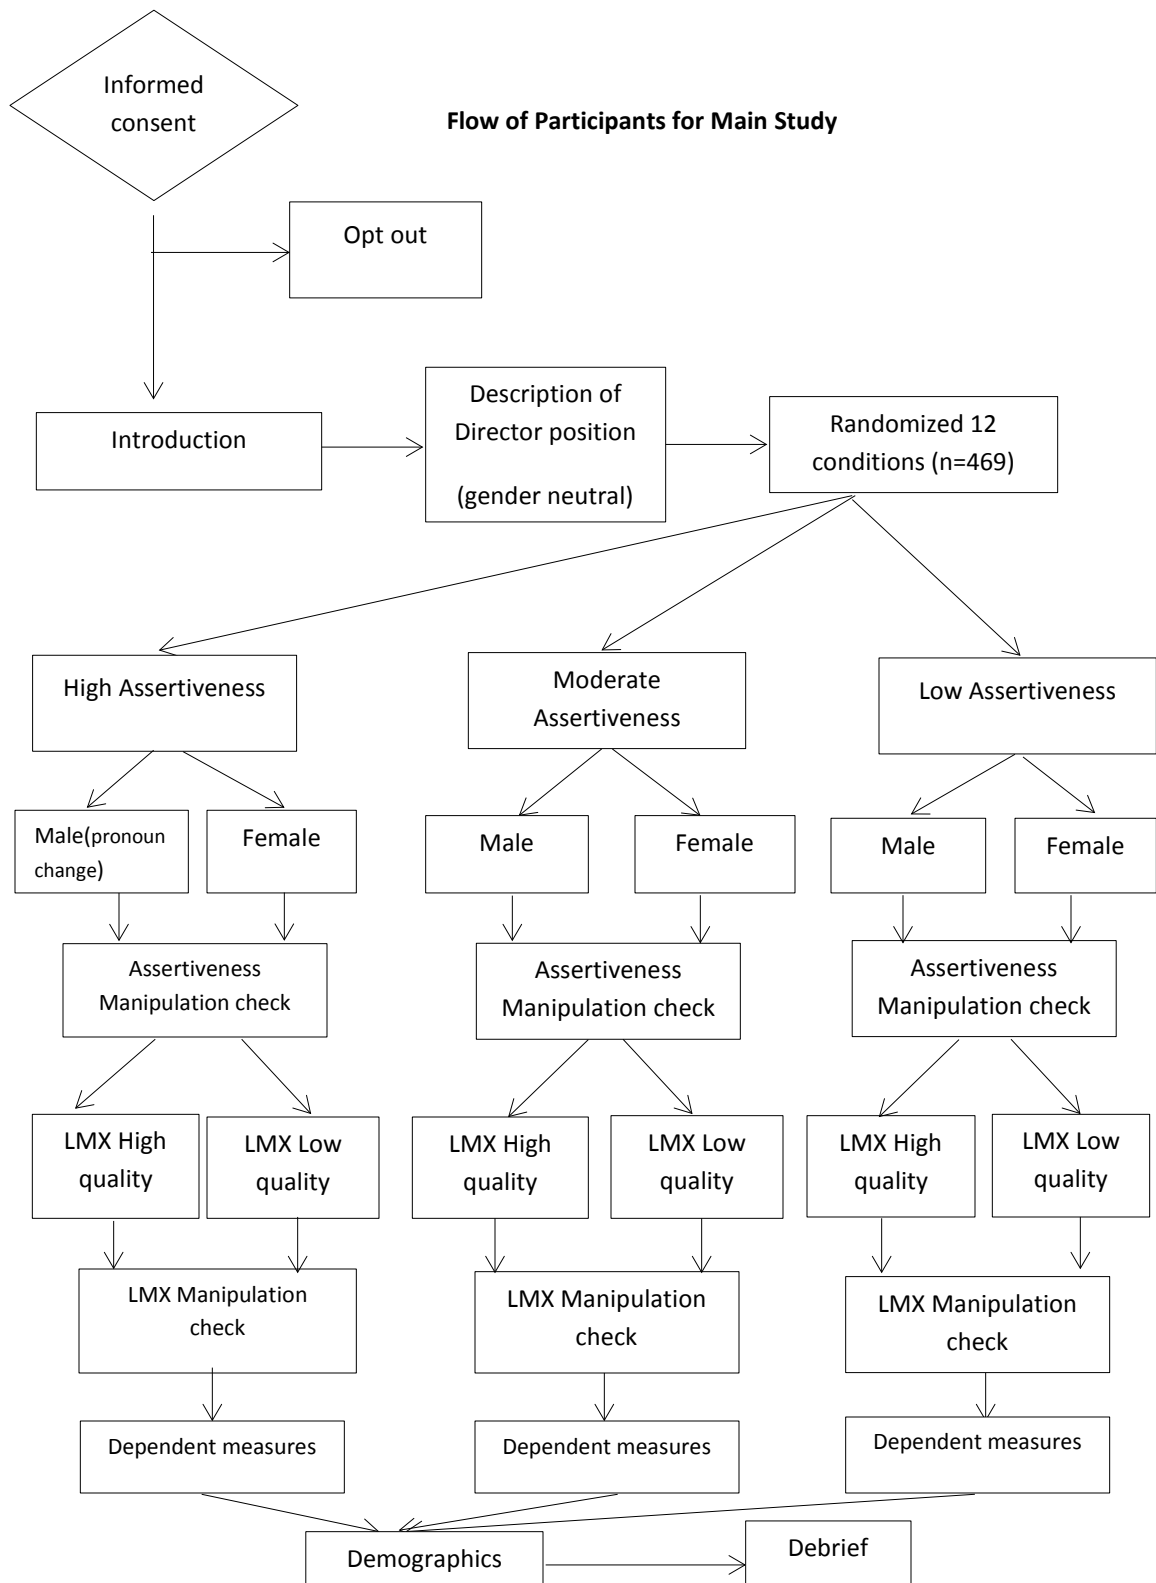 Informed
consent
Flow of Participants for Main Study
Opt out
Introduction
Description of
Director position
(gender neutral)
Randomized 12
conditions (n=469)
High Assertiveness
Moderate
Assertiveness
Low Assertiveness
Male(pronoun
change)
Female
Male
Female
Male
Female
Assertiveness
Manipulation check
Assertiveness
Manipulation check
Assertiveness
Manipulation check
LMX High
quality
LMX Low
quality
LMX High
quality
LMX Low
quality
LMX High
quality
LMX Low
quality
LMX Manipulation
check
LMX Manipulation
check
LMX Manipulation
check
Dependent measures
Dependent measures
Dependent measures
Demographics
Debrief